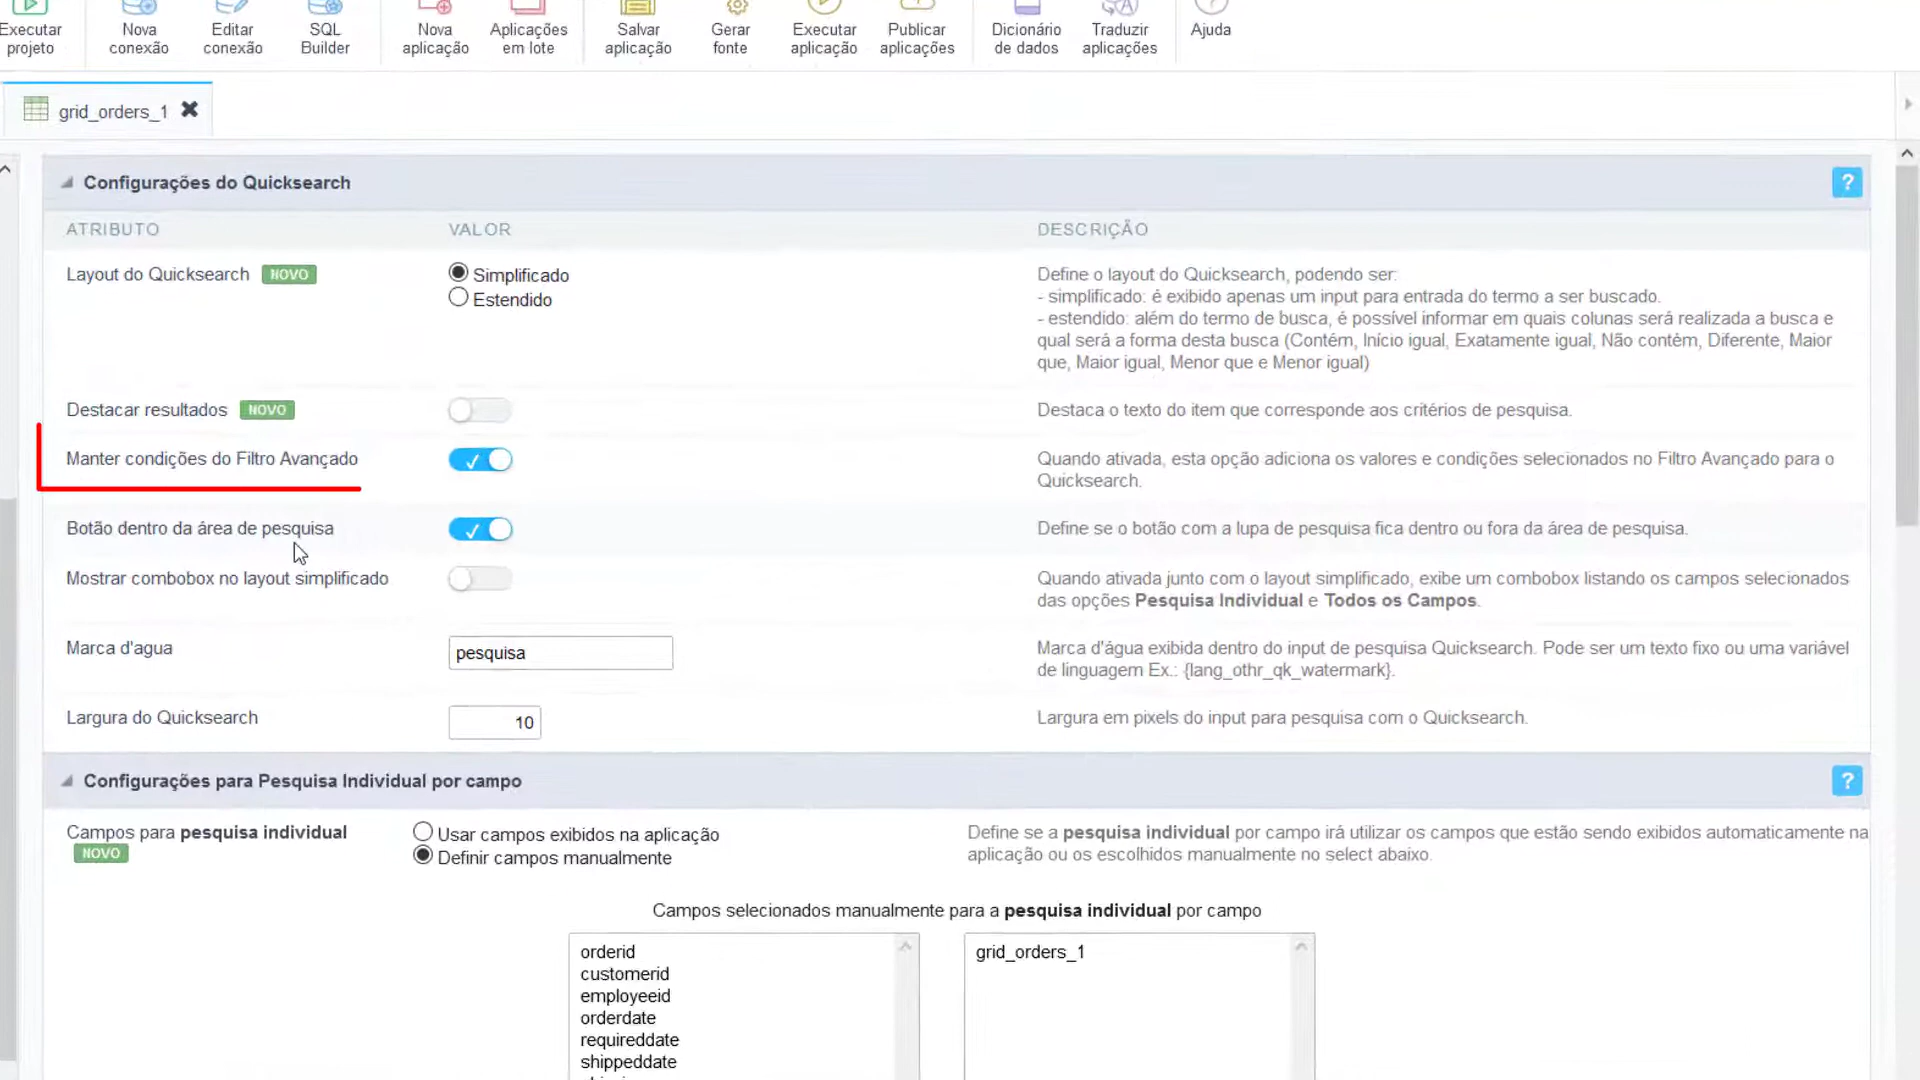 Executar projeto
Nova conexão
Editar conexão
SQL Builder
Nova aplicação
Aplicações em lote
Salvar aplicação
Gerar fonte
Executar aplicação
Publicar aplicações
Dicionário de dados
Traduzir aplicações
Ajuda
grid_orders_1
Configurações do Quicksearch
?
ATRIBUTO
VALOR
DESCRIÇÃO
Layout do Quicksearch NOVO
Simplificado
Estendido
Define o layout do Quicksearch, podendo ser:
- simplificado: é exibido apenas um input para entrada do termo a ser buscado.
- estendido: além do termo de busca, é possível informar em quais colunas será realizada a busca e
qual será a forma desta busca (Contém, Início igual, Exatamente igual, Não contém, Diferente, Maior
que, Maior igual, Menor que e Menor igual)
Destacar resultados NOVO
Destaca o texto do item que corresponde aos critérios de pesquisa.
Manter condições do Filtro Avançado
Quando ativada, esta opção adiciona os valores e condições selecionados no Filtro Avançado para o
Quicksearch.
Botão dentro da área de pesquisa
Define se o botão com a lupa de pesquisa fica dentro ou fora da área de pesquisa.
Mostrar combobox no layout simplificado
Quando ativada junto com o layout simplificado, exibe um combobox listando os campos selecionados
das opções Pesquisa Individual e Todos os Campos.
Marca d'agua
pesquisa
Marca d'água exibida dentro do input de pesquisa Quicksearch. Pode ser um texto fixo ou uma variável
de linguagem Ex.: {lang_othr_qk_watermark}.
Largura do Quicksearch
10
Largura em pixels do input para pesquisa com o Quicksearch.
Configurações para Pesquisa Individual por campo
?
Campos para pesquisa individual
NOVO
Usar campos exibidos na aplicação
Definir campos manualmente
Define se a pesquisa individual por campo irá utilizar os campos que estão sendo exibidos automaticamente na
aplicação ou os escolhidos manualmente no select abaixo.
Campos selecionados manualmente para a pesquisa individual por campo
orderid
customerid
employeeid
orderdate
requireddate
shippeddate
grid_orders_1